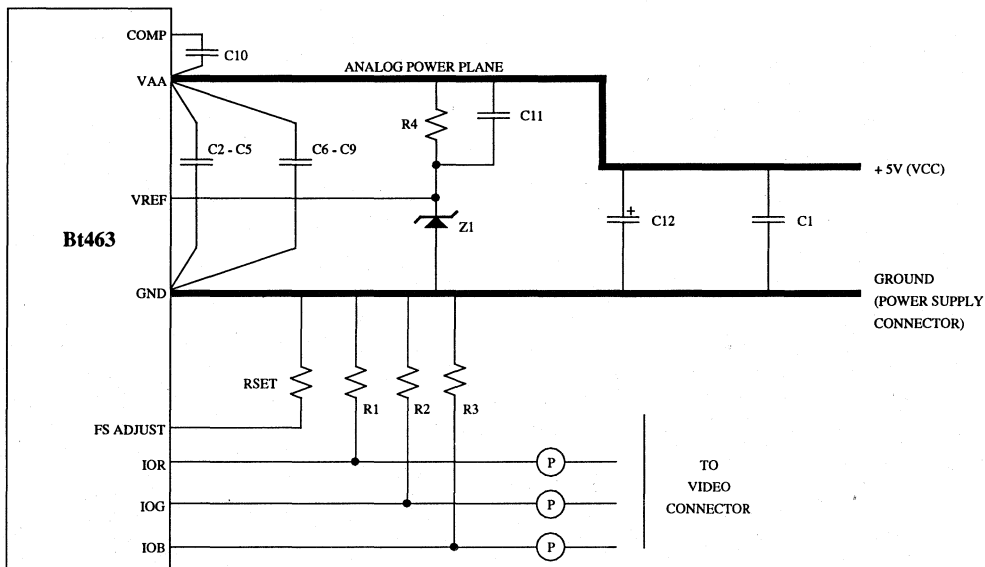 COMP
C10
ANALOG POWER PLANE
VAA
R4
C11
C2 - C5
C6 - C9
+ 5V (VCC)
VREF
+
C12
C1
Z1
Bt463
GROUND
(POWER SUPPLY
CONNECTOR)
GND
RSET
R1
R2
R3
FS ADJUST
IOR
P
TO
VIDEO
CONNECTOR
IOG
P
IOB
P